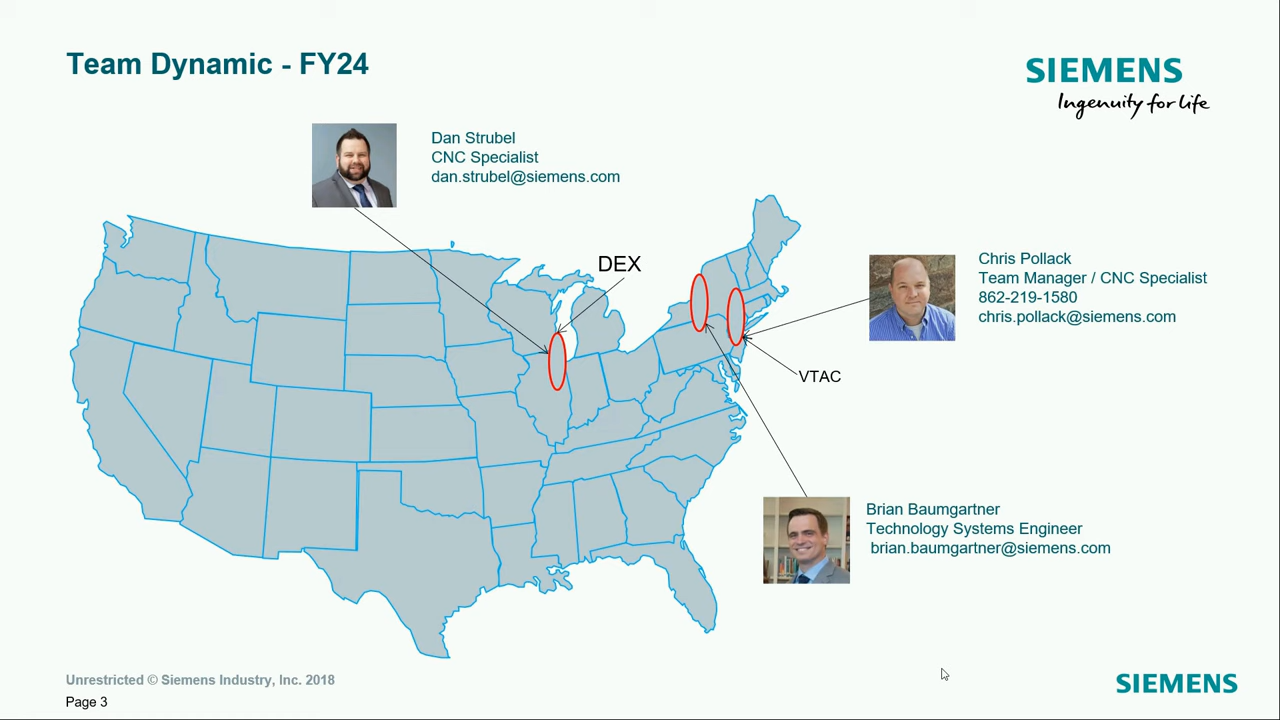 Team Dynamic - FY24
SIEMENS
Ingenuity for life
Dan Strubel
CNC Specialist
dan.strubel@siemens.com
DEX
Chris Pollack
Team Manager / CNC Specialist
862-219-1580
chris.pollack@siemens.com
VTAC
Brian Baumgartner
Technology Systems Engineer
brian.baumgartner@siemens.com
Unrestricted © Siemens Industry, Inc. 2018
Page 3
SIEMENS